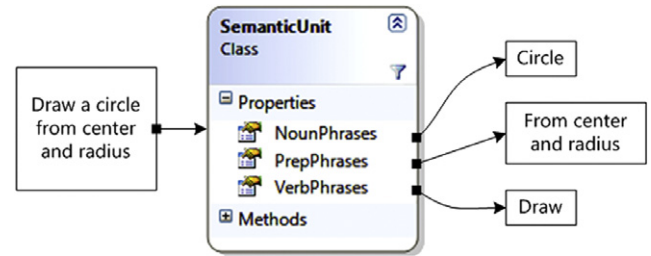 Draw a circle
from center
and radius
SemanticUnit
Class
Properties
NounPhrases
PrepPhrases
VerbPhrases
Methods
Circle
From center
and radius
Draw